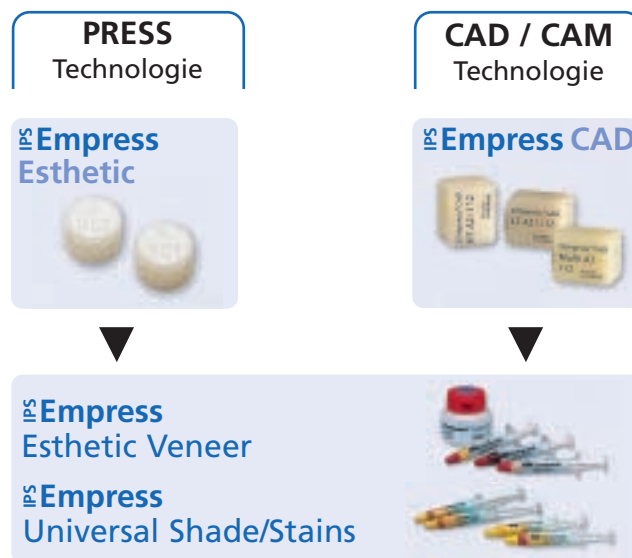 PRESS
Technologie
CAD / CAM
Technologie
IPS Empress
Esthetic
IPS Empress CAD
IPS Empress
Esthetic Veneer
IPS Empress
Universal Shade/Stains